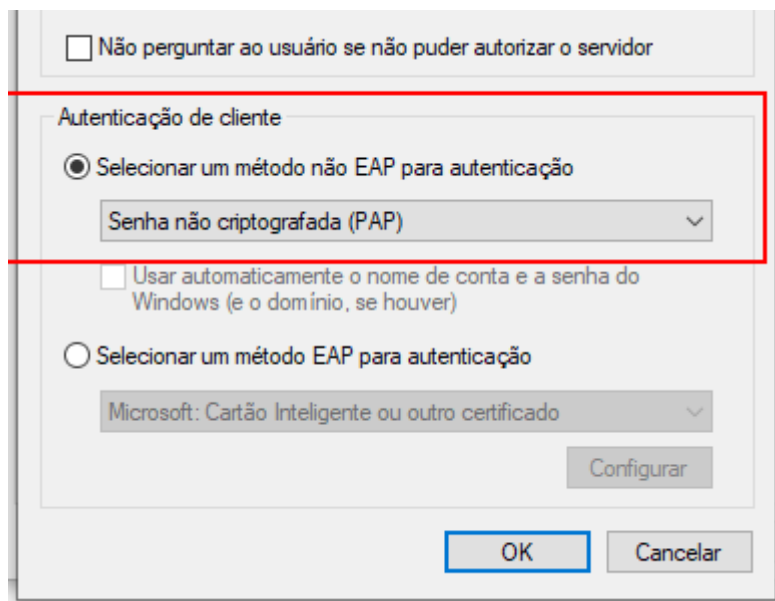 Não perguntar ao usuário se não puder autorizar o servidor
Autenticação de cliente
Selecionar um método não EAP para autenticação
Senha não criptografada (PAP)
Usar automaticamente o nome de conta e a senha do
Windows (e o domínio, se houver)
Selecionar um método EAP para autenticação
Microsoft: Cartão Inteligente ou outro certificado
Configurar
OK
Cancelar